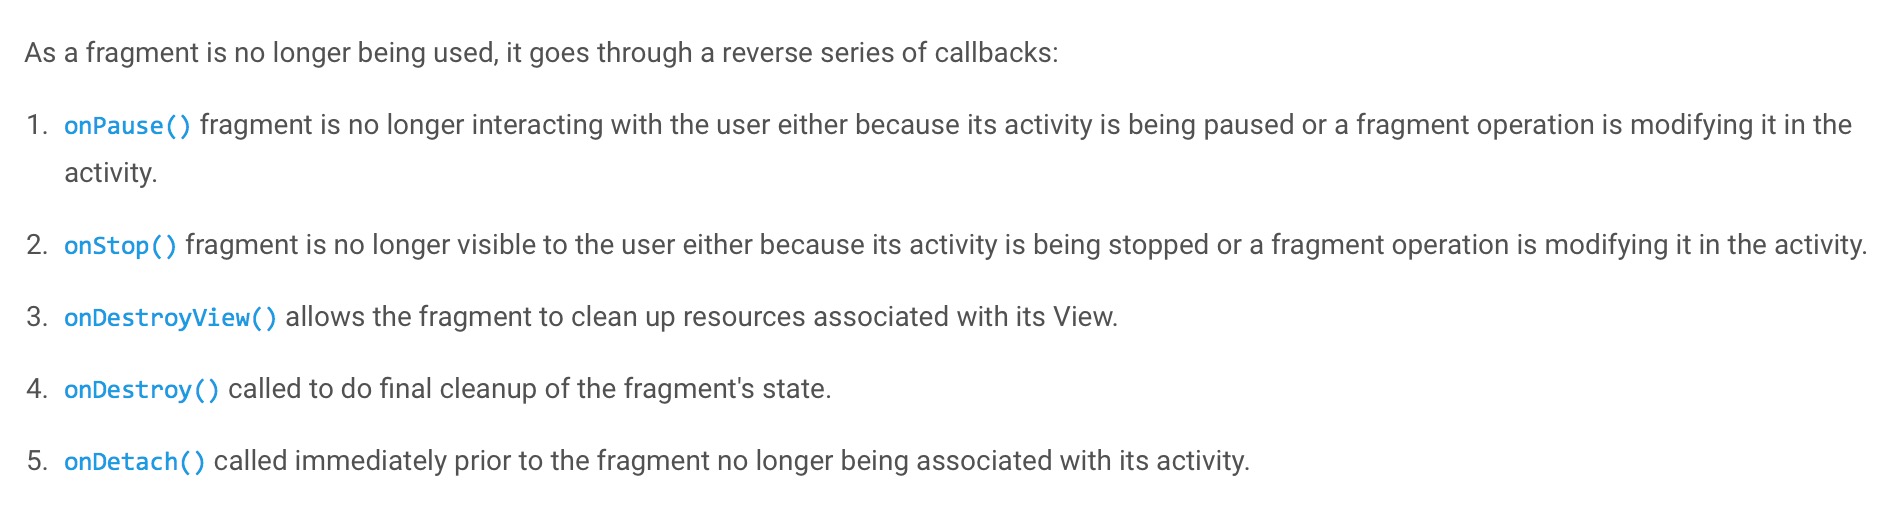 As a fragment is no longer being used, it goes through a reverse series of callbacks:
1. onPause() fragment is no longer interacting with the user either because its activity is being paused or a fragment operation is modifying it in the
activity.
2. onStop() fragment is no longer visible to the user either because its activity is being stopped or a fragment operation is modifying it in the activity.
3. onDestroyView() allows the fragment to clean up resources associated with its View.
4. onDestroy() called to do final cleanup of the fragment's state.
5. onDetach() called immediately prior to the fragment no longer being associated with its activity.